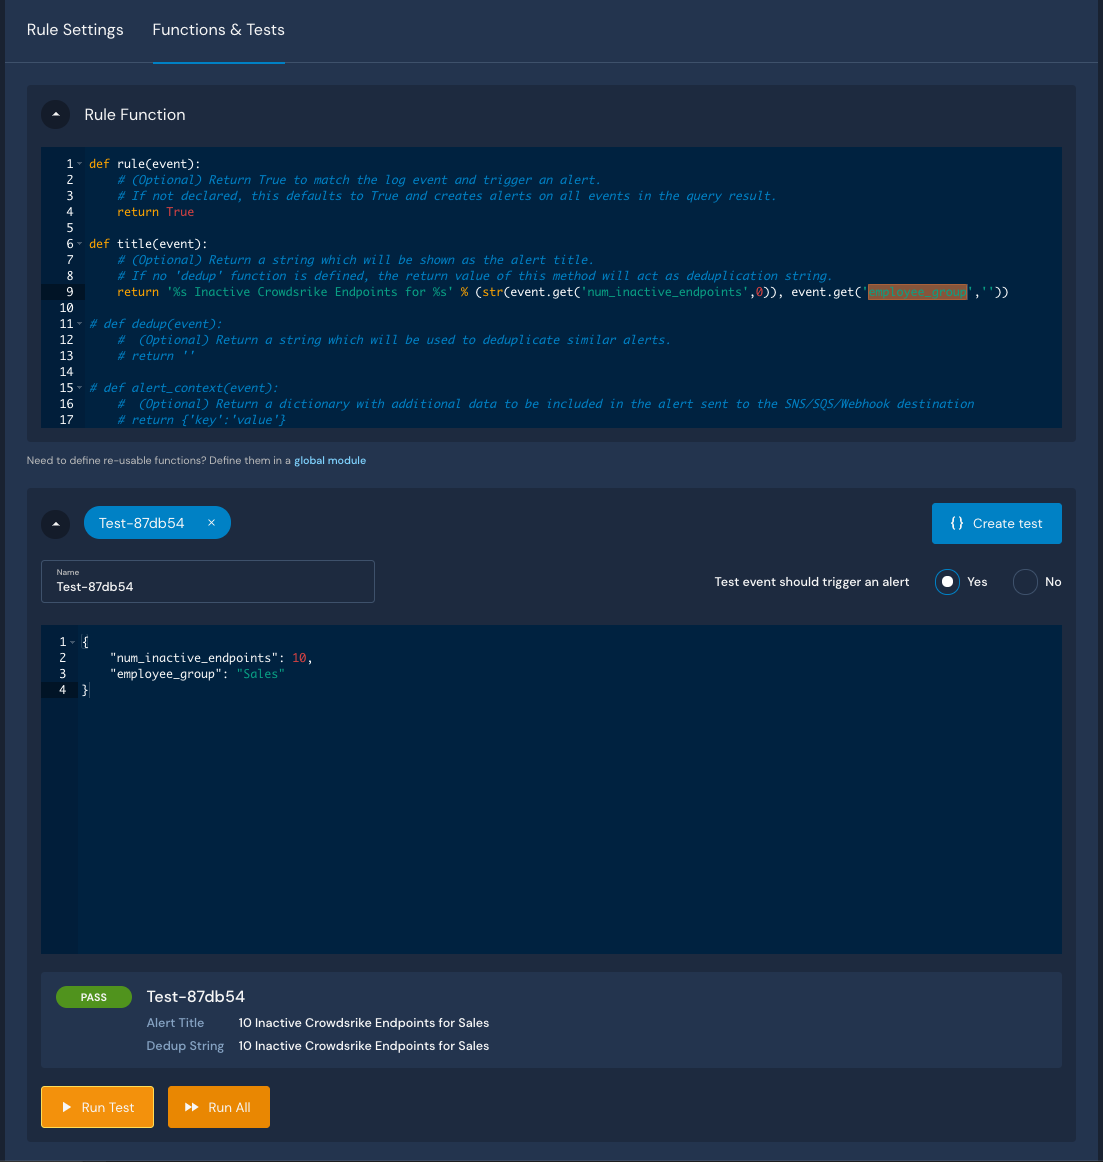 Rule Settings
Functions & Tests
Rule Function
1 def rule(event):
2     # (Optional) Return True to match the log event and trigger an alert.
3     # If not declared, this defaults to True and creates alerts on all events in the query result.
4     return True
5
6 def title(event):
7     # (Optional) Return a string which will be shown as the alert title.
8     # If no 'dedup' function is defined, the return value of this method will act as deduplication string.
9     return '%s Inactive Crowdsrike Endpoints for %s' % (str(event.get('num_inactive_endpoints',0)), event.get('employee_group',''))
10
11 # def dedup(event):
12     #  (Optional) Return a string which will be used to deduplicate similar alerts.
13     # return ''
14
15 # def alert_context(event):
16     #  (Optional) Return a dictionary with additional data to be included in the alert sent to the SNS/SQS/Webhook destination
17     # return {'key':'value'}
Need to define re-usable functions? Define them in a global module
Test-87db54 ×
{} Create test
Name
Test-87db54
Test event should trigger an alert Yes No
1 {
2     "num_inactive_endpoints": 10,
3     "employee_group": "Sales"
4 }
PASS Test-87db54
Alert Title 10 Inactive Crowdsrike Endpoints for Sales
Dedup String 10 Inactive Crowdsrike Endpoints for Sales
Run Test
Run All